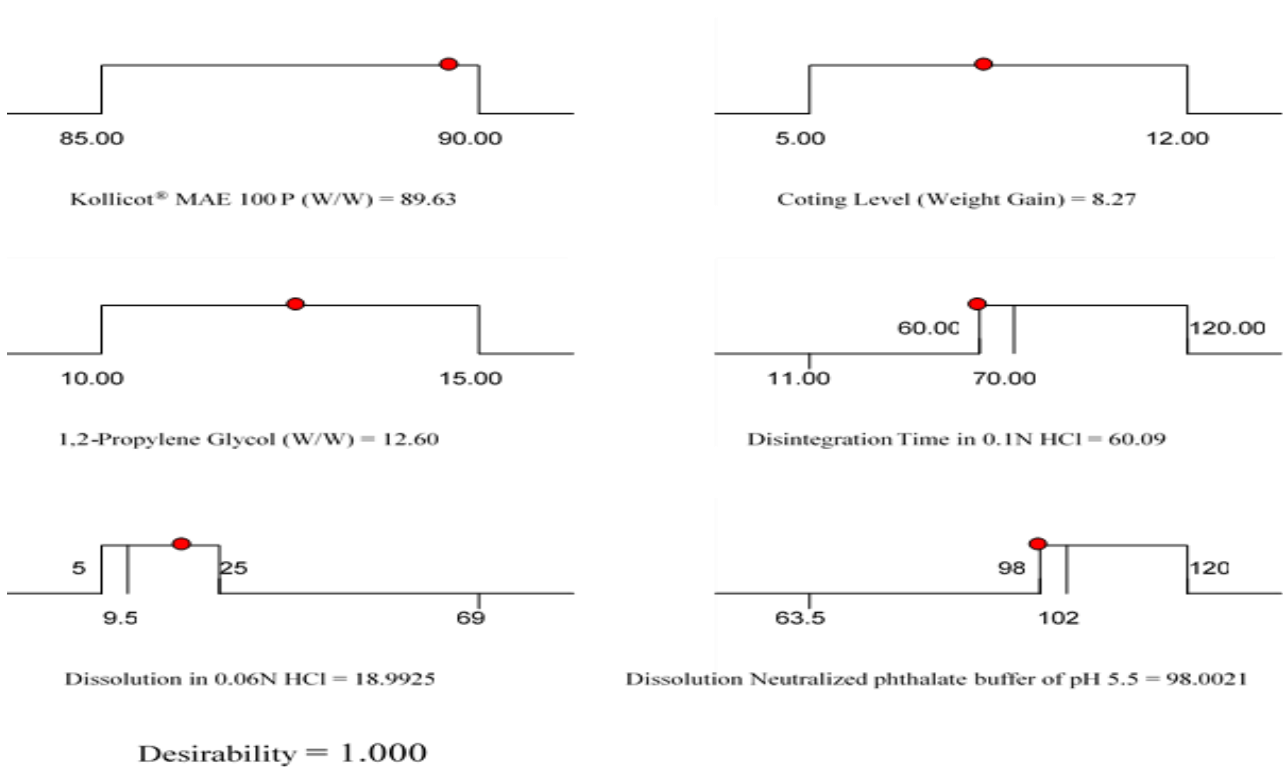 85.00 90.00
Kollicot® MAE 100 P (W/W) = 89.63
5.00 12.00
Coting Level (Weight Gain) = 8.27
10.00 15.00
1,2-Propylene Glycol (W/W) = 12.60
60.00 120.00
11.00 70.00
Disintegration Time in 0.1N HCl = 60.09
5 25
9.5 69
Dissolution in 0.06N HCl = 18.9925
98 120
63.5 102
Dissolution Neutralized phthalate buffer of pH 5.5 = 98.0021
Desirability = 1.000